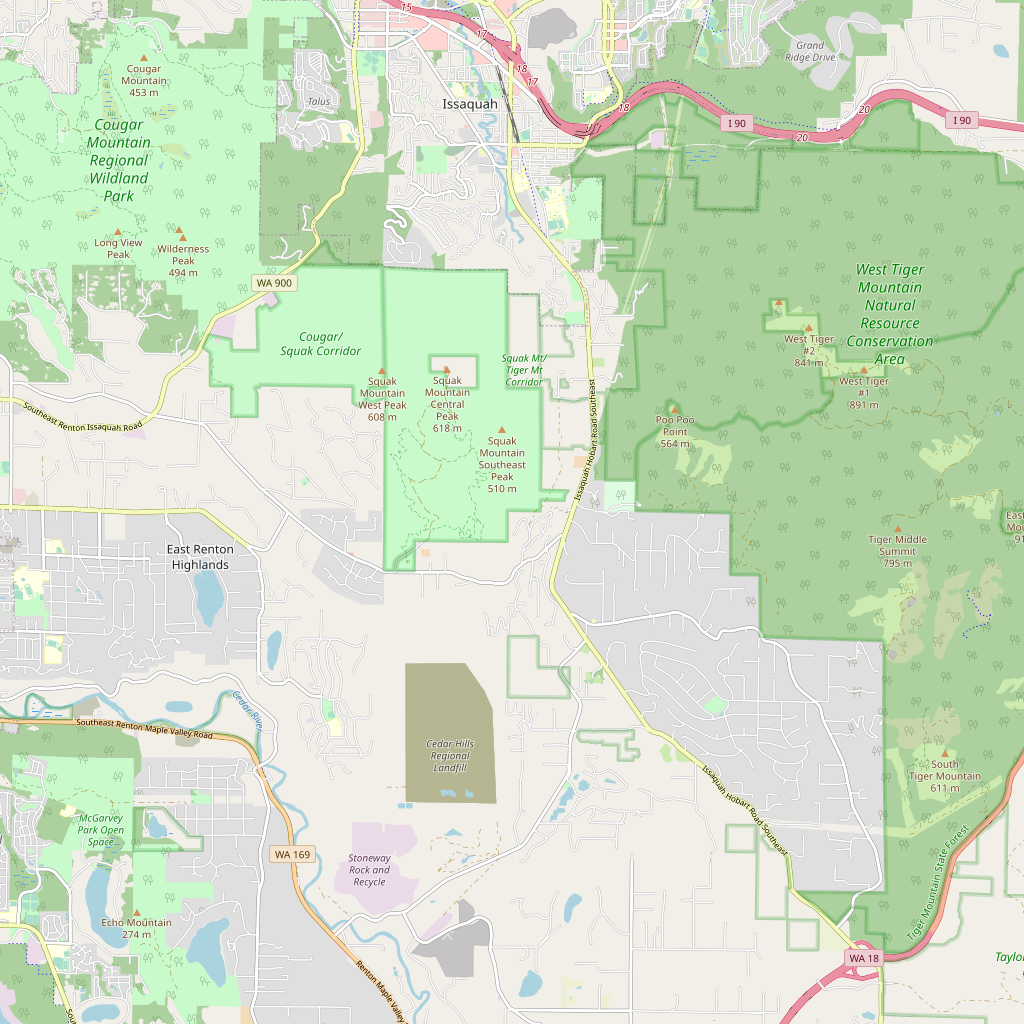 15
17
18
17
Grand
Ridge Drive
Cougar
Mountain
453 m
Talus
Issaquah
18
I 90
20
20
I 90
Cougar
Mountain
Regional
Wildland
Park
Long View
Peak
Wilderness
Peak
494 m
WA 900
West Tiger
Mountain
Natural
Resource
Conservation
Area
Cougar/
Squak Corridor
West Tiger
#2
841 m
Squak Mt/
Tiger Mt
Corridor
West Tiger
#1
891 m
Squak
Mountain
West Peak
608 m
Squak
Mountain
Central
Peak
618 m
Southeast Renton Issaquah Road
Poo Poo
Point
564 m
Squak
Mountain
Southeast
Peak
510 m
Issaquah Hobart Road Southeast
East
Mou
91
Tiger Middle
Summit
795 m
East Renton
Highlands
Cedar River
Southeast Renton Maple Valley Road
Cedar Hills
Regional
Landfill
South
Tiger Mountain
611 m
Issaquah Hobart Road Southeast
McGarvey
Park Open
Space
WA 169
Stoneway
Rock and
Recycle
Tiger Mountain State Forest
Echo Mountain
274 m
WA 18
Taylo
Renton Maple Valley
Sou